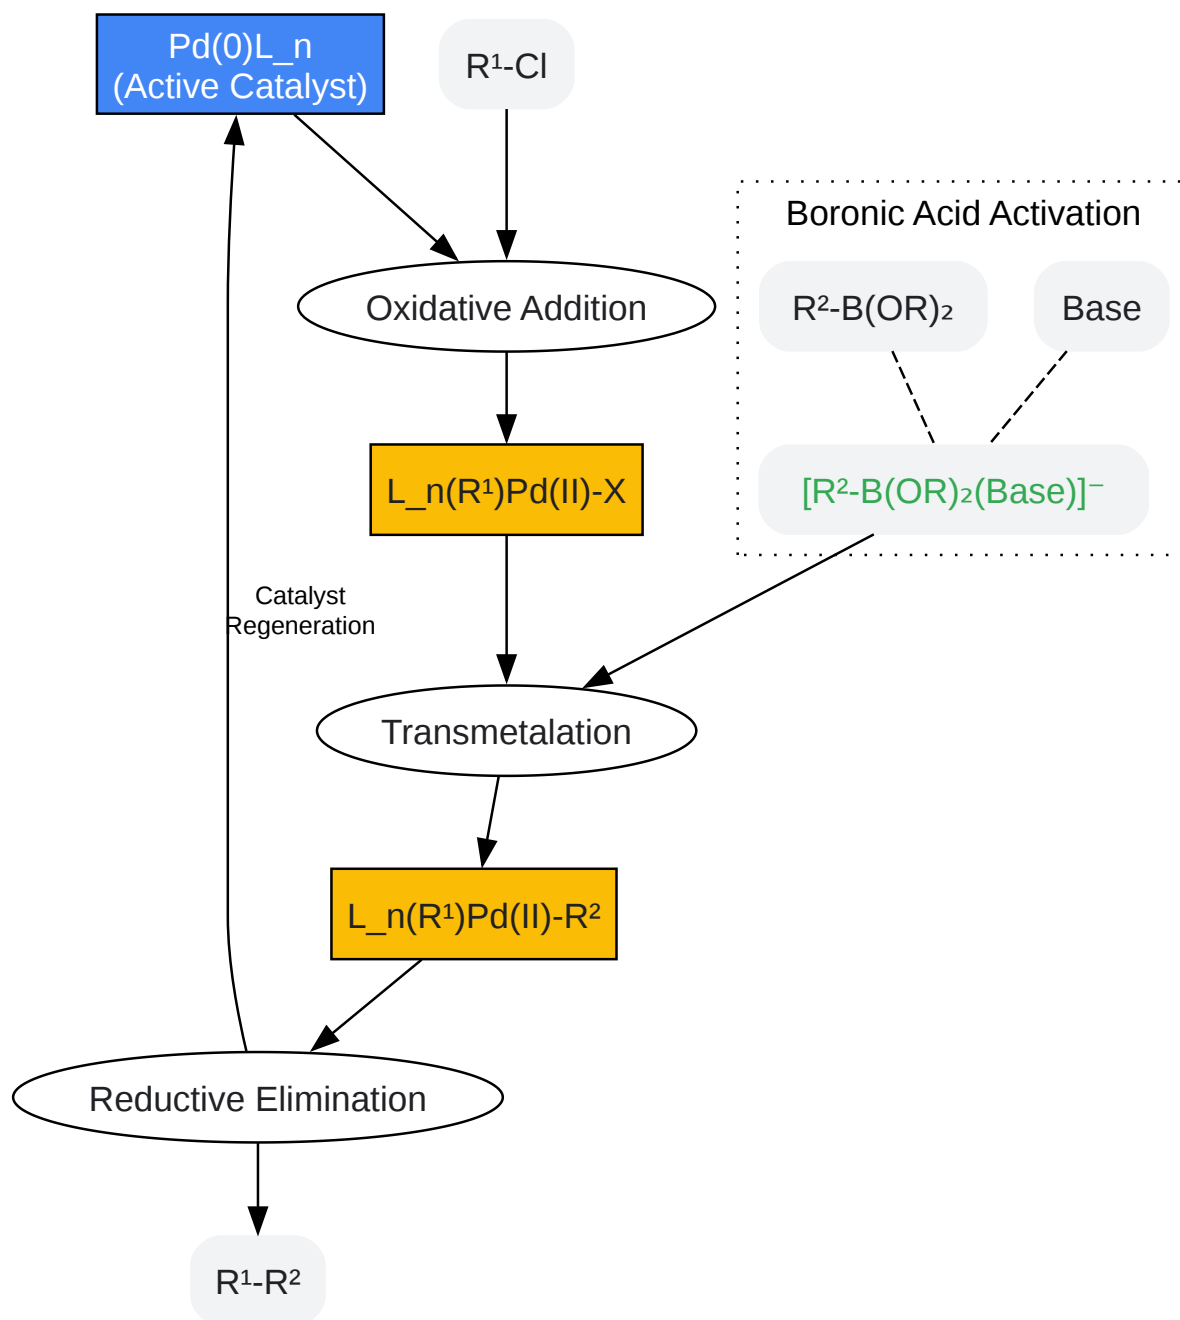 Pd(0)L_n
(Active Catalyst)
R¹-Cl
Boronic Acid Activation
Oxidative Addition
R²-B(OR)₂
Base
L_n(R¹)Pd(II)-X
[R²-B(OR)₂(Base)]⁻
Catalyst
Regeneration
Transmetalation
L_n(R¹)Pd(II)-R²
Reductive Elimination
R¹-R²